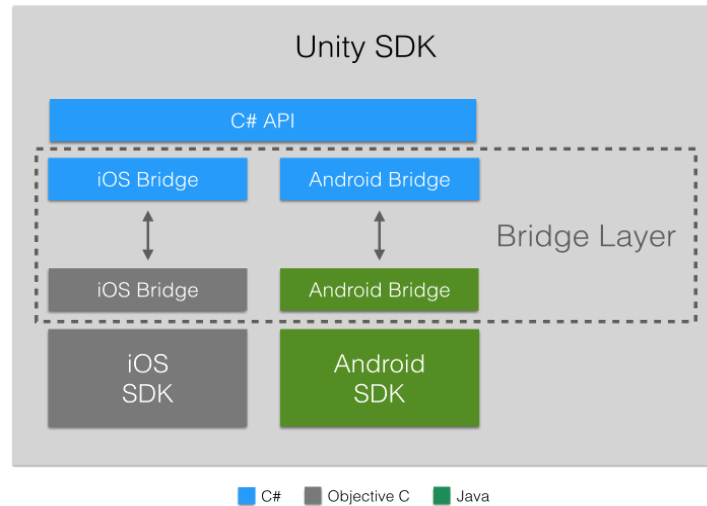 Unity SDK
C# API
iOS Bridge
Android Bridge
Bridge Layer
iOS Bridge
Android Bridge
iOS
SDK
Android
SDK
C#
Objective C
Java